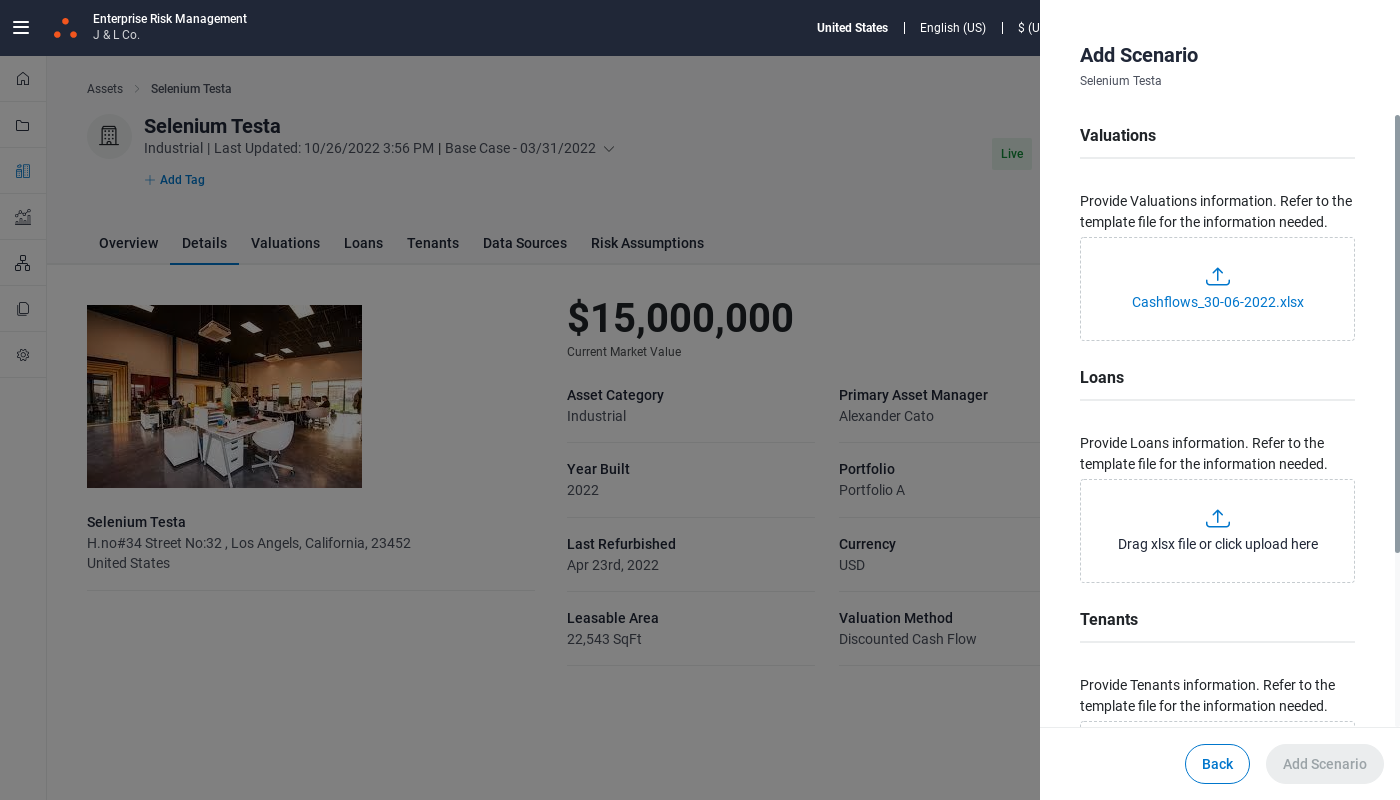 Enterprise Risk Management
J & L Co.
United States
English (US)
$ (U
Assets
Selenium Testa
Selenium Testa
Industrial | Last Updated: 10/26/2022 3:56 PM | Base Case - 03/31/2022
Add Tag
Live
Overview
Details
Valuations
Loans
Tenants
Data Sources
Risk Assumptions
Selenium Testa
H.no#34 Street No:32 , Los Angels, California, 23452
United States
$15,000,000
Current Market Value
Asset Category
Industrial
Primary Asset Manager
Alexander Cato
Year Built
2022
Portfolio
Portfolio A
Last Refurbished
Apr 23rd, 2022
Currency
USD
Leasable Area
22,543 SqFt
Valuation Method
Discounted Cash Flow
Add Scenario
Selenium Testa
Valuations
Provide Valuations information. Refer to the
template file for the information needed.
Cashflows_30-06-2022.xlsx
Loans
Provide Loans information. Refer to the
template file for the information needed.
Drag xlsx file or click upload here
Tenants
Provide Tenants information. Refer to the
template file for the information needed.
Back
Add Scenario